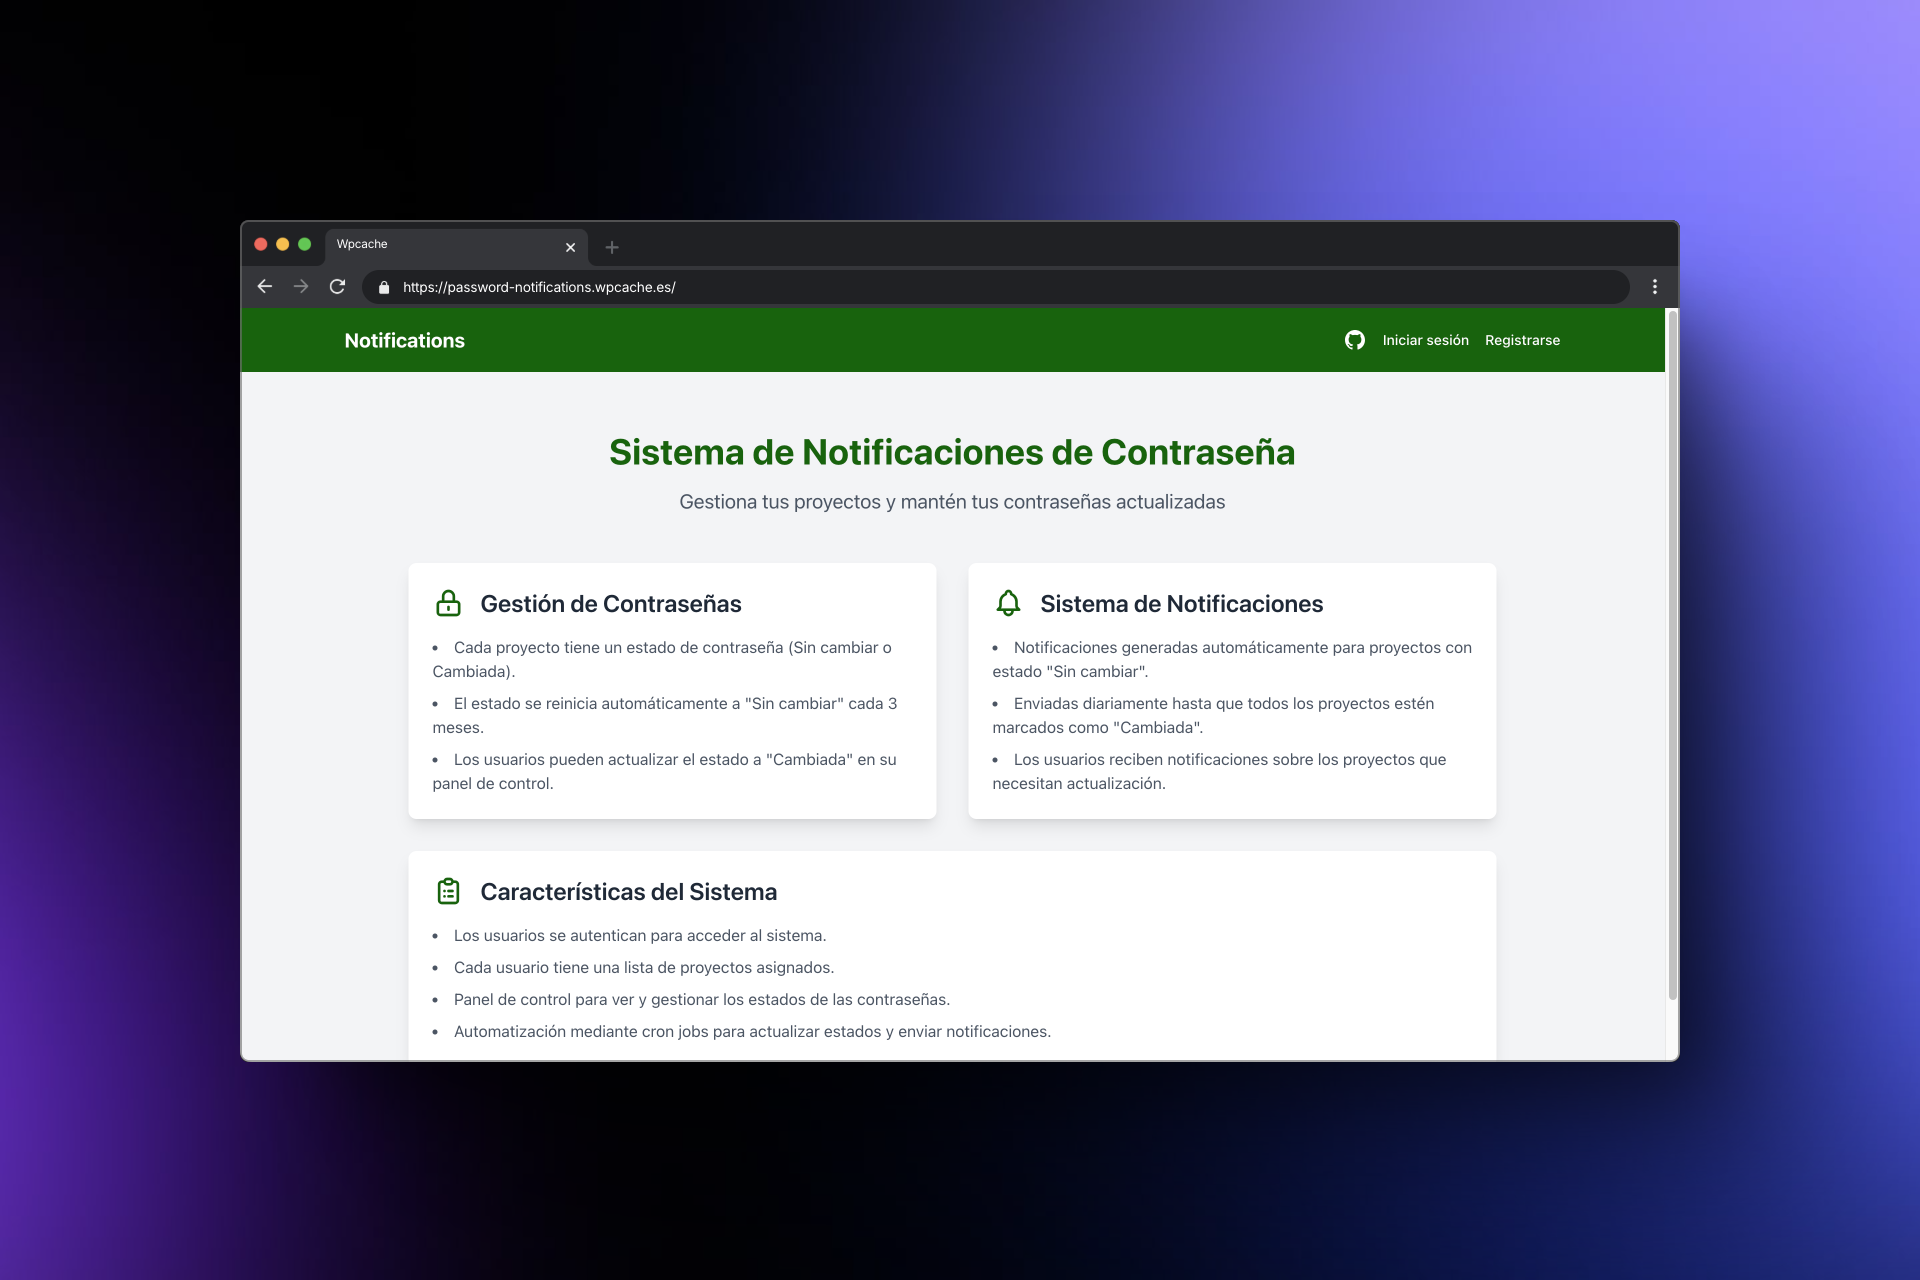 Wpcache
https://password-notifications.wpcache.es/
Notifications
Iniciar sesión
Registrarse
Sistema de Notificaciones de Contraseña
Gestiona tus proyectos y mantén tus contraseñas actualizadas
Gestión de Contraseñas
• Cada proyecto tiene un estado de contraseña (Sin cambiar o
Cambiada).
• El estado se reinicia automáticamente a "Sin cambiar" cada 3
meses.
• Los usuarios pueden actualizar el estado a "Cambiada" en su
panel de control.
Sistema de Notificaciones
• Notificaciones generadas automáticamente para proyectos con
estado "Sin cambiar".
• Enviadas diariamente hasta que todos los proyectos estén
marcados como "Cambiada".
• Los usuarios reciben notificaciones sobre los proyectos que
necesitan actualización.
Características del Sistema
• Los usuarios se autentican para acceder al sistema.
• Cada usuario tiene una lista de proyectos asignados.
• Panel de control para ver y gestionar los estados de las contraseñas.
• Automatización mediante cron jobs para actualizar estados y enviar notificaciones.